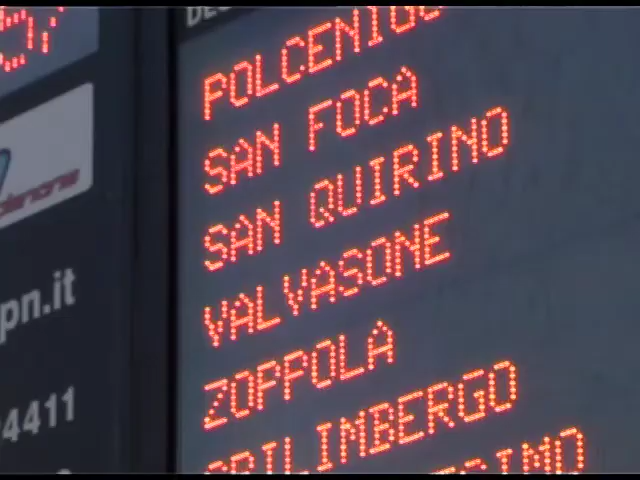 POLCENIGO
SAN FOCA
SAN QUIRINO
VALVASONE
ZOPPOLA
SPILIMBERGO
pn.it
4411